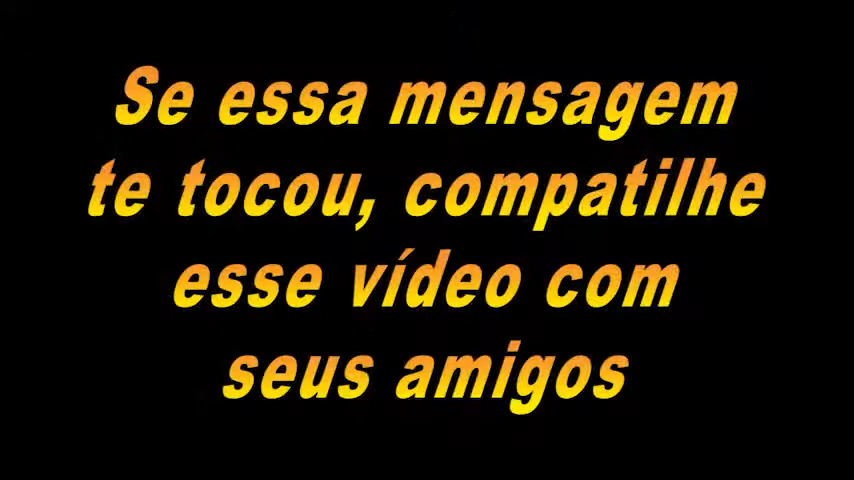 Se essa mensagem
te tocou, compatilhe
esse vídeo com
seus amigos